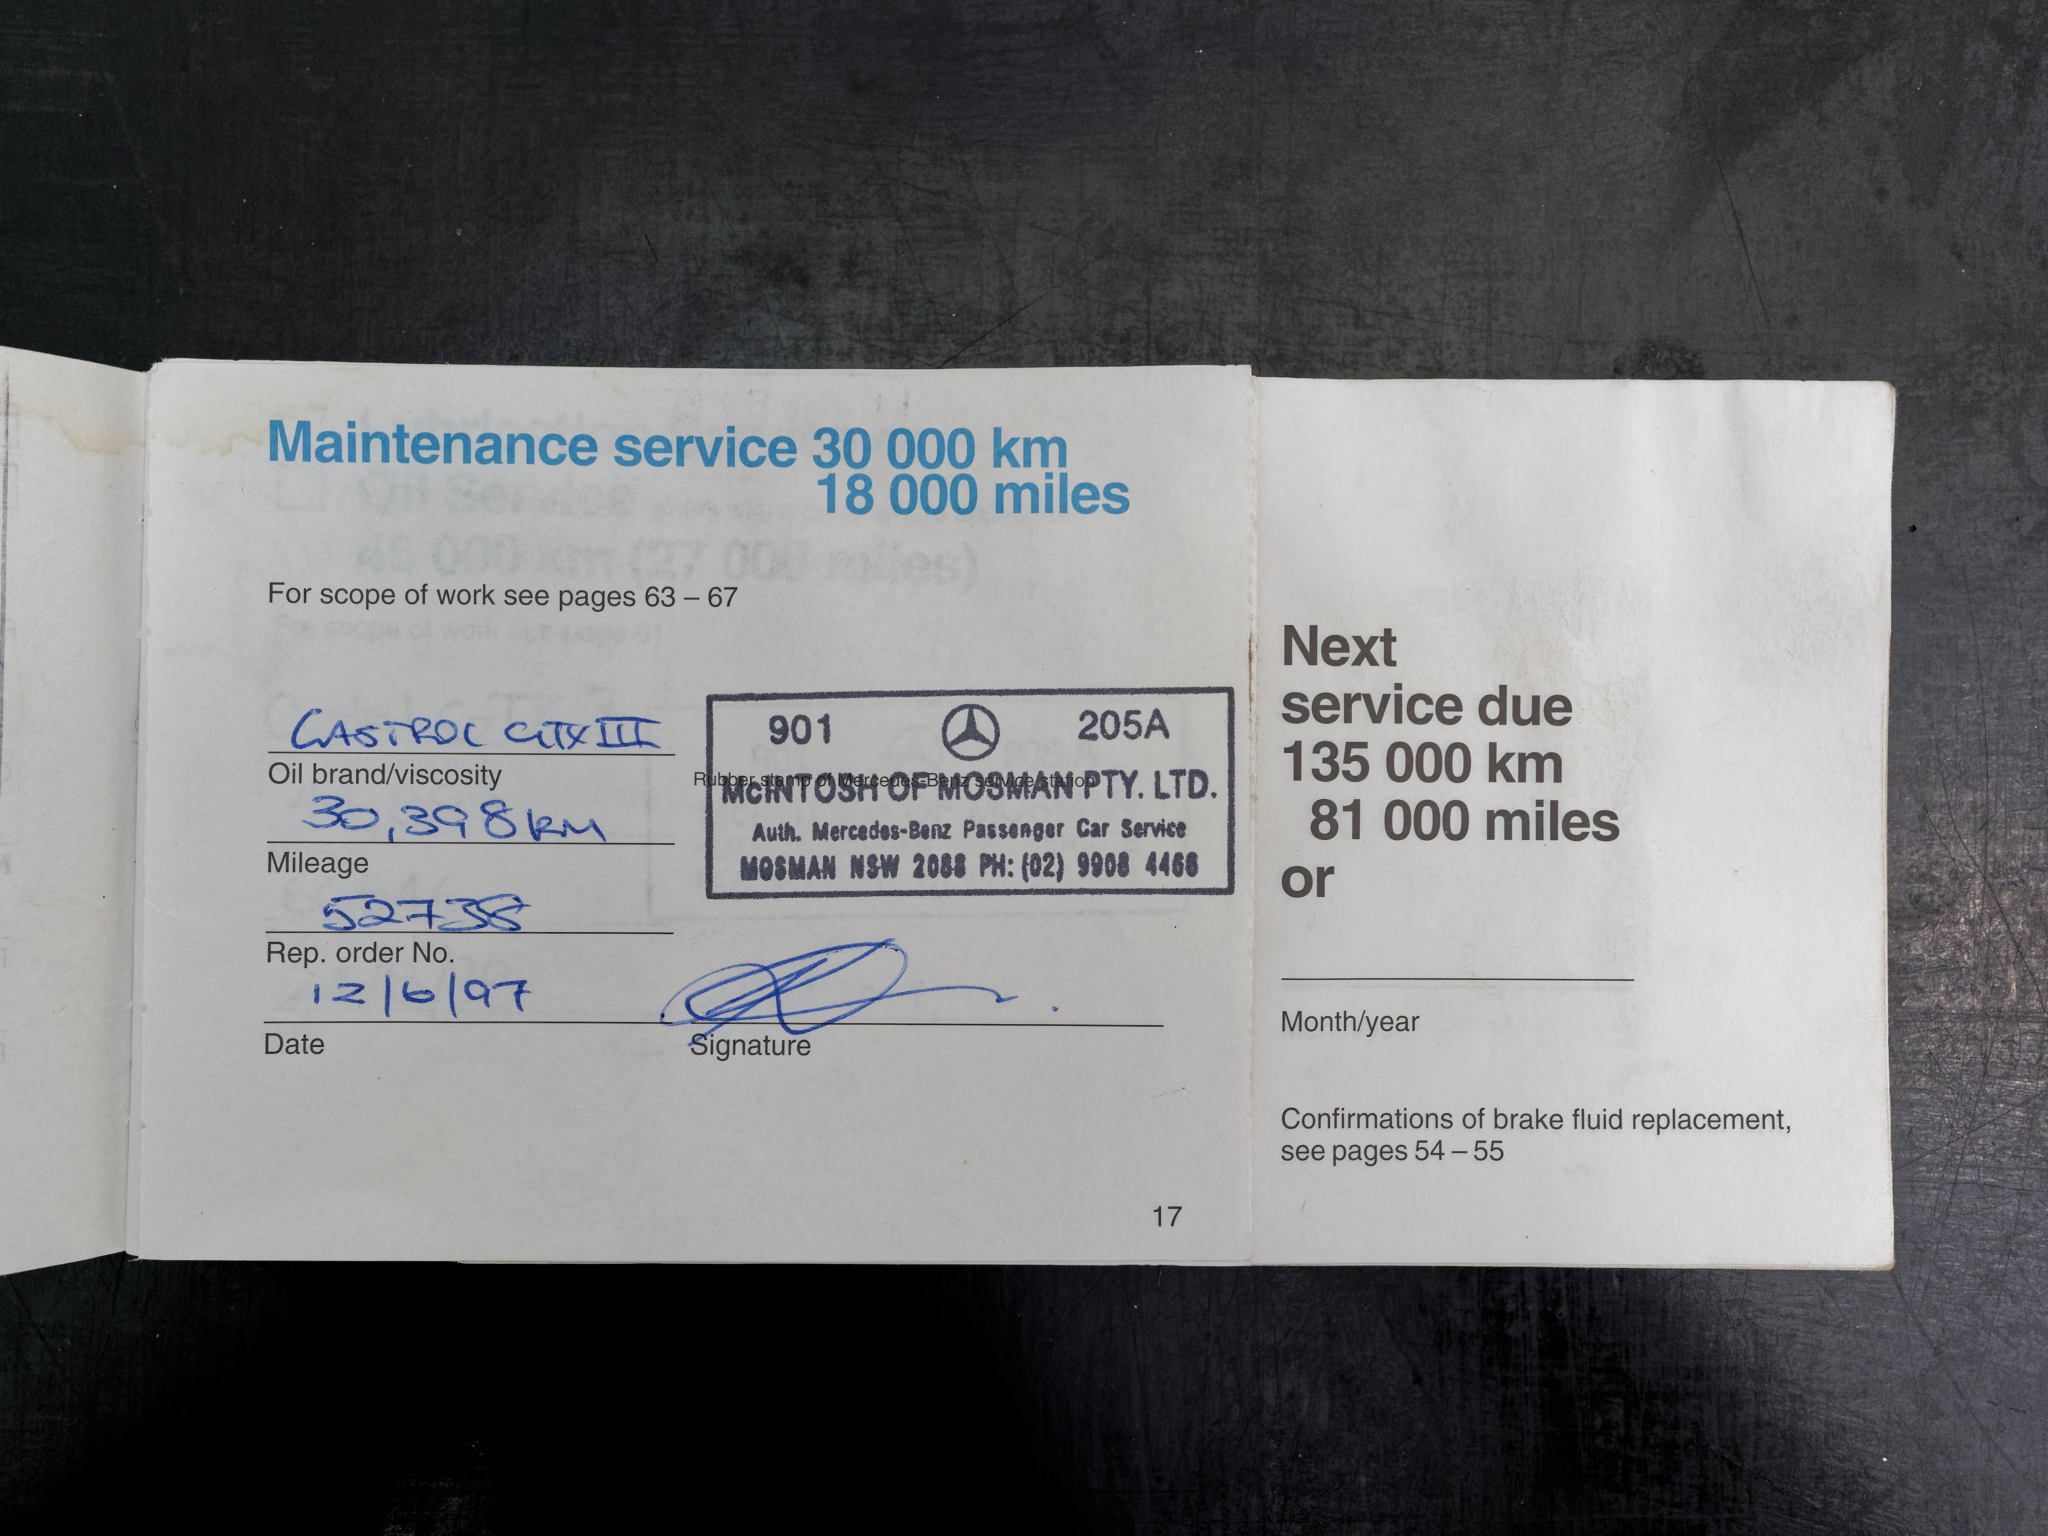 Maintenance service 30 000 km
18 000 miles
For scope of work see pages 63 – 67
CASTROL GTX III
Oil brand/viscosity
30,398 KM
Mileage
52738
Rep. order No.
12/6/97
Date
901 205A
Rubber stamp of Mercedes-Benz service station
McINTOSH OF MOSMAN PTY. LTD.
Auth. Mercedes-Benz Passenger Car Service
MOSMAN NSW 2088 PH: (02) 9908 4466
Signature
17
Next
service due
135 000 km
81 000 miles
or
Month/year
Confirmations of brake fluid replacement,
see pages 54 – 55